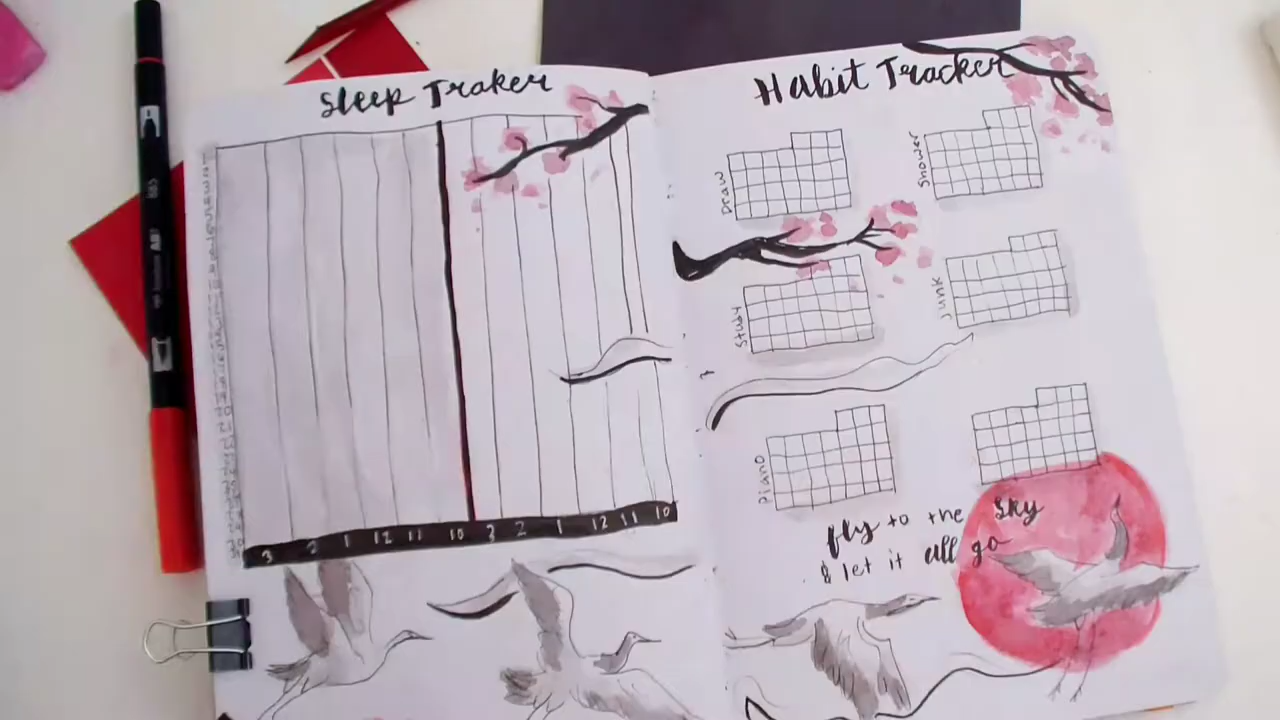 Sleep Traker
3 2 1 12 11 10 3 2 1 12 11 10
Habit Tracker
Draw
Shower
Study
Junk
Piano
fly to the sky
& let it all go
885